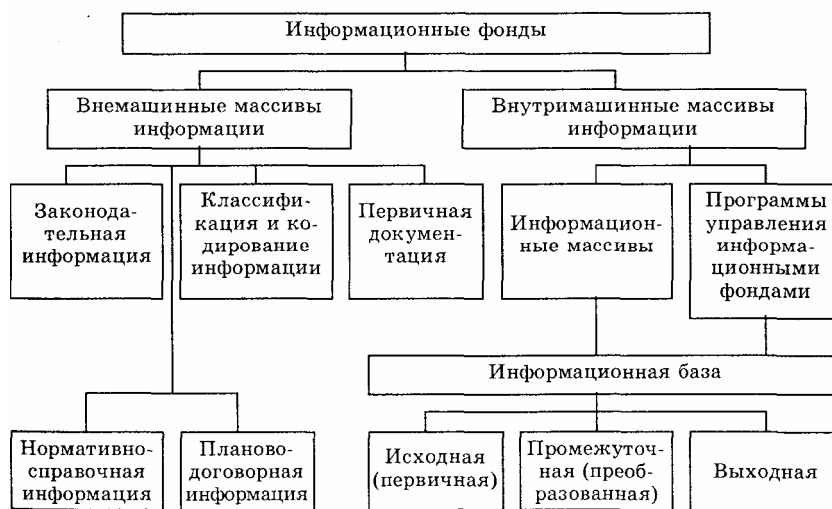 Информационные фонды
Внемашинные массивы
информации
Внутримашинные массивы
информации
Законода-
тельная
информация
Классифи-
кация и ко-
дирование
информации
Первичная
докумен-
тация
Информацион-
ные массивы
Программы
управления
информа-
ционными
фондами
Информационная база
Нормативно-
справочная
информация
Планово-
договорная
информация
Исходная
(первичная)
Промежуточ-
ная (преоб-
разованная)
Выходная